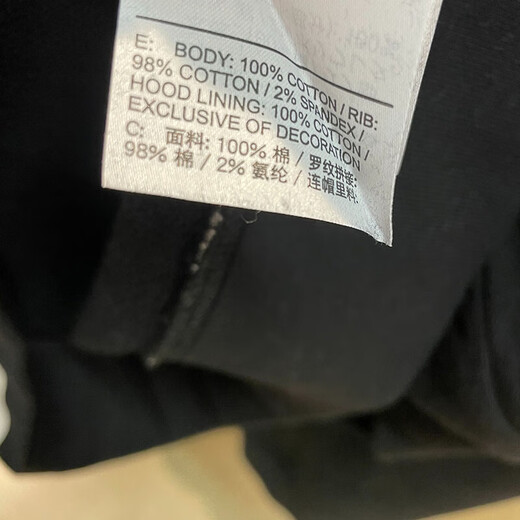 E: BODY: 100% COTTON / RIB:
98% COTTON / 2% SPANDEX /
HOOD LINING: 100% COTTON /
EXCLUSIVE OF DECORATION
C: 面料: 100% 棉 / 罗纹拼接:
98% 棉 / 2% 氨纶 / 连帽里料: